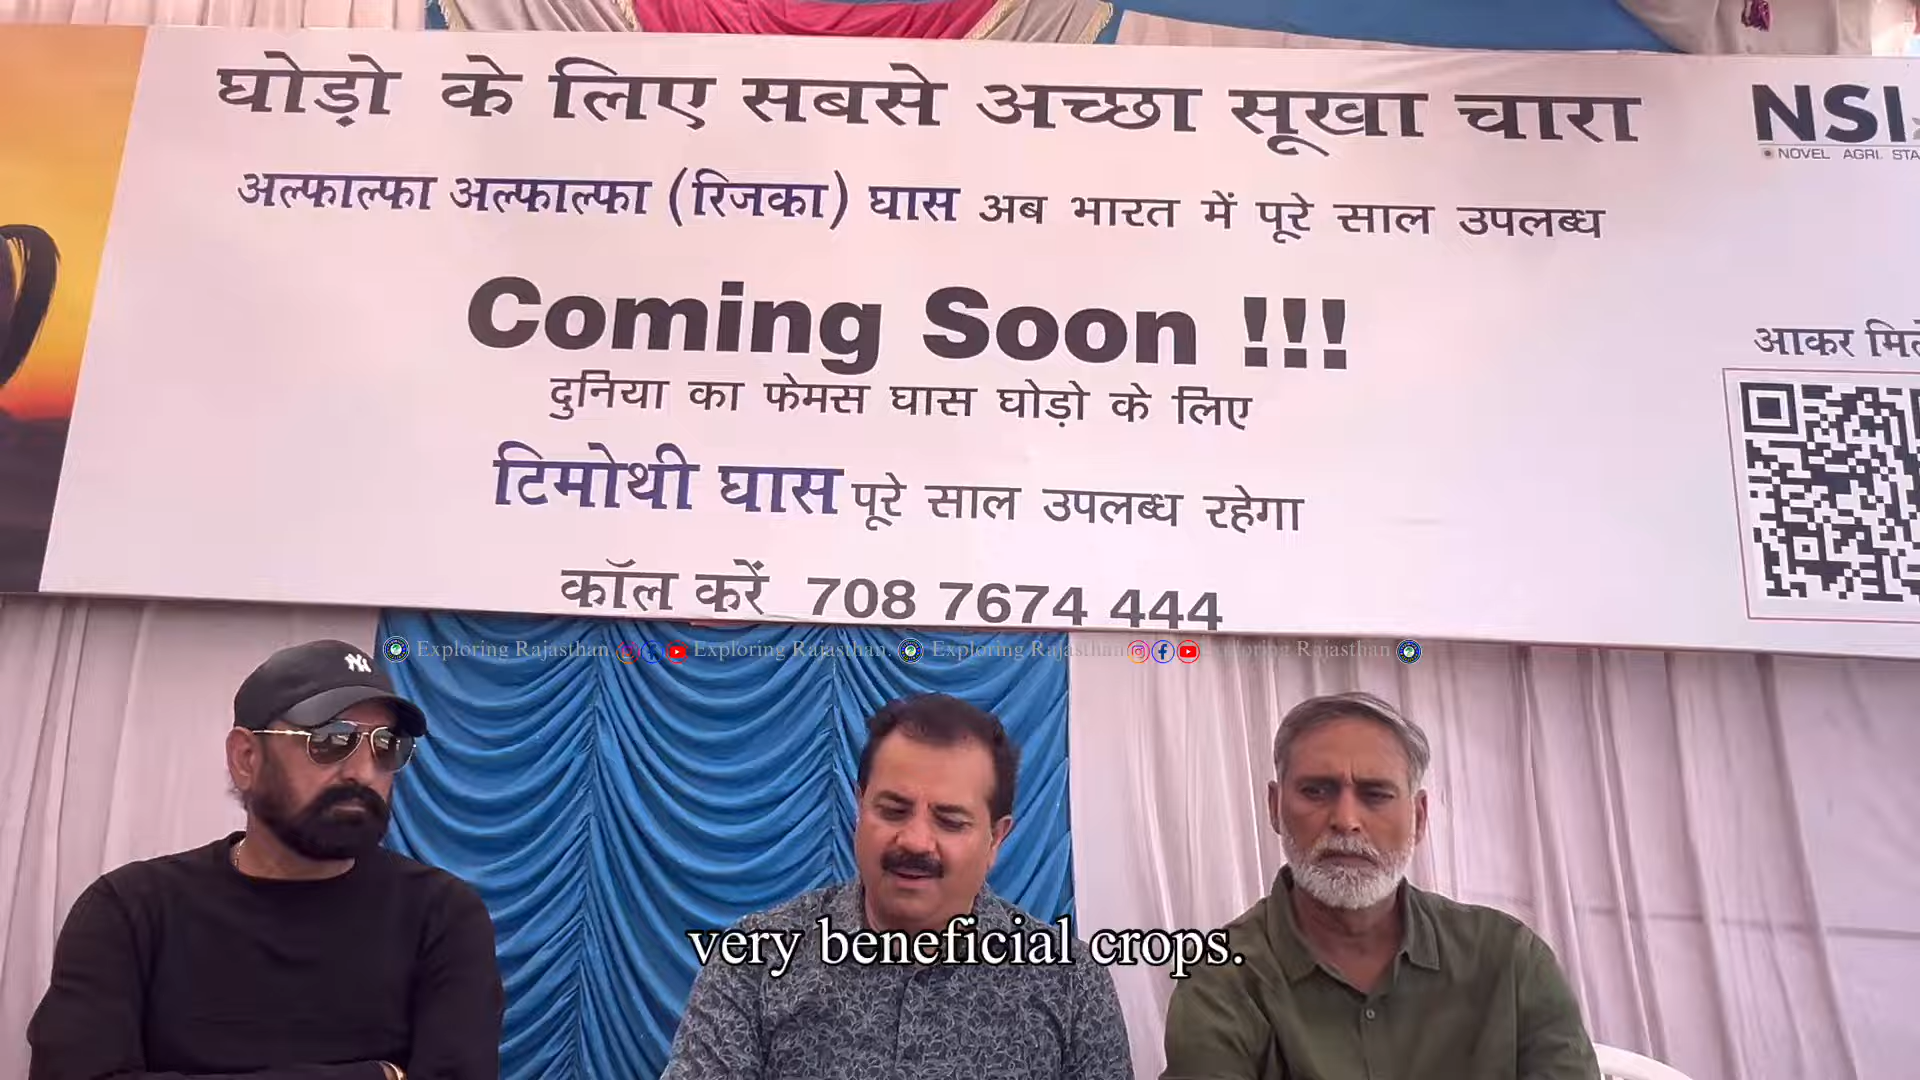 घोड़ो के लिए सबसे अच्छा सूखा चारा
NSI
NOVEL AGRI.
अल्फाल्फा अल्फाल्फा (रिजका) घास अब भारत में पूरे साल उपलब्ध
Coming Soon !!!
आकर
दुनिया का फेमस घास घोड़ो के लिए
टिमोथी घास पूरे साल उपलब्ध रहेगा
कॉल करें 708 7674 444
Exploring Rajasthan. Exploring Rajasthan. Exploring Rajasthan Exploring Rajasthan
NY
very beneficial crops.